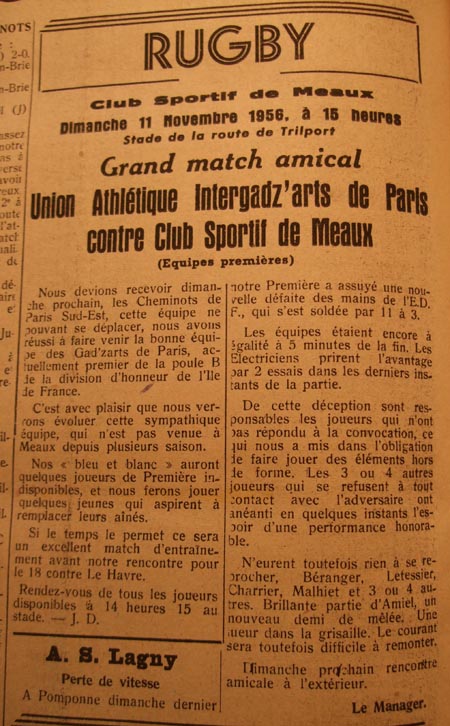 NOTS
) 2-0.
n-Brie
n-Brie
(J)
RUGBY
Club Sportif de Meaux
Dimanche 11 Novembre 1956, à 15 heures
Stade de la route de Trilport
Grand match amical
Union Athlétique Intergadz'arts de Paris
contre Club Sportif de Meaux
(Equipes premières)
Nous devions recevoir diman-
che prochain, les Cheminots de
Paris Sud-Est, cette équipe ne
pouvant se déplacer, nous avons
réussi à faire venir la bonne équi-
pe des Gad'zarts de Paris, ac-
tuellement premier de la poule B
de la division d'honneur de l'Ile
de France.
C'est avec plaisir que nous ver-
rons évoluer cette sympathique
équipe, qui n'est pas venue à
Meaux depuis plusieurs saison.
Nos « bleu et blanc » auront
quelques joueurs de Première in-
disponibles, et nous ferons jouer
quelques jeunes qui aspirent à
remplacer leurs aînés.
Si le temps le permet ce sera
un excellent match d'entraîne-
ment avant notre rencontre pour
le 18 contre Le Havre.
Rendez-vous de tous les joueurs
disponibles à 14 heures 15 au
stade. — J. D.
A. S. Lagny
Perte de vitesse
A Pomponne dimanche dernier
notre Première a assuyé une nou-
velle défaite des mains de l'E.D.
F., qui s'est soldée par 11 à 3.
Les équipes étaient encore à
égalité à 5 minutes de la fin. Les
Electriciens prirent l'avantage
par 2 essais dans les derniers ins-
tants de la partie.
De cette déception sont res-
ponsables les joueurs qui n'ont
pas répondu à la convocation, ce
qui nous a mis dans l'obligation
de faire jouer des éléments hors
de forme. Les 3 ou 4 autres
joueurs qui se refusent à tout
contact avec l'adversaire ont
anéanti en quelques instants l'es-
poir d'une performance honora-
ble.
N'eurent toutefois rien à se re-
procher, Béranger, Letessier,
Charrier, Malhiet et 3 ou 4 au-
tres. Brillante partie d'Amiel, un
nouveau demi de mêlée. Une
lueur dans la grisaille. Le courant
sera toutefois difficile à remonter.
Dimanche prochain rencontre
amicale à l'extérieur.
Le Manager.